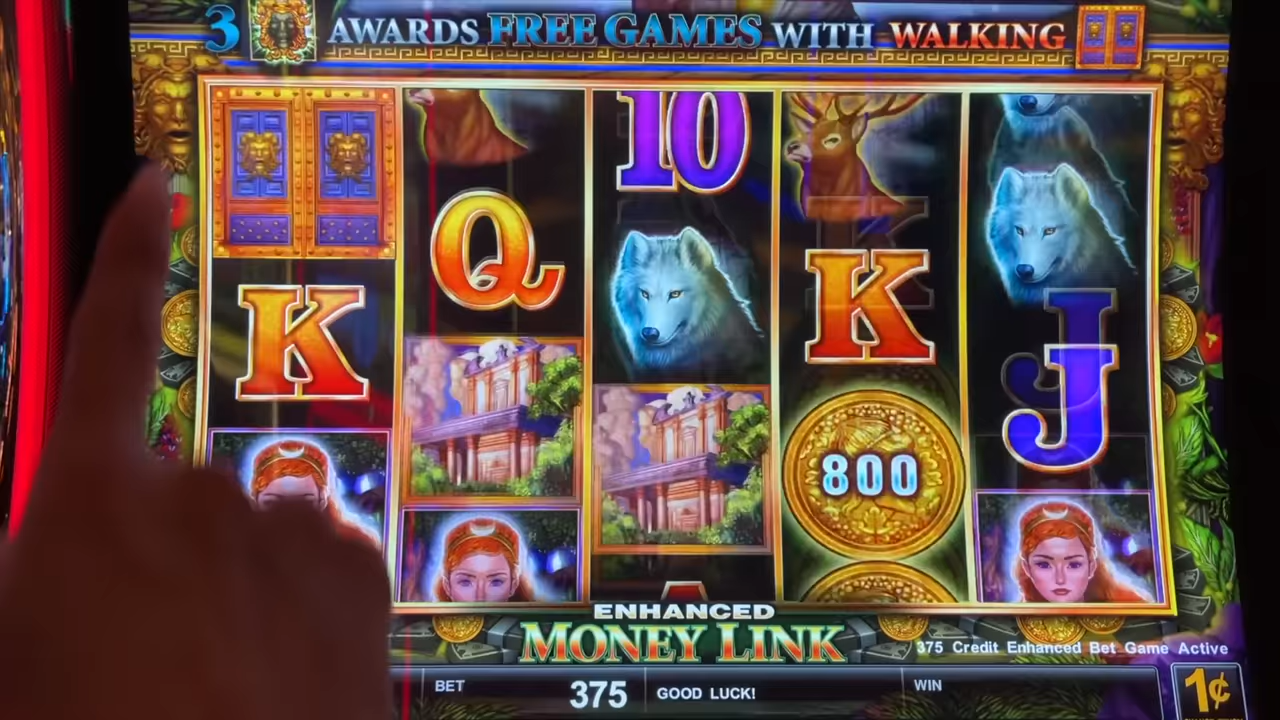 3 AWARDS FREE GAMES WITH WALKING
10
Q
K
K
800
J
J
ENHANCED
MONEY LINK
375 Credit Enhanced Bet Game Active
BET 375 GOOD LUCK! WIN
1¢